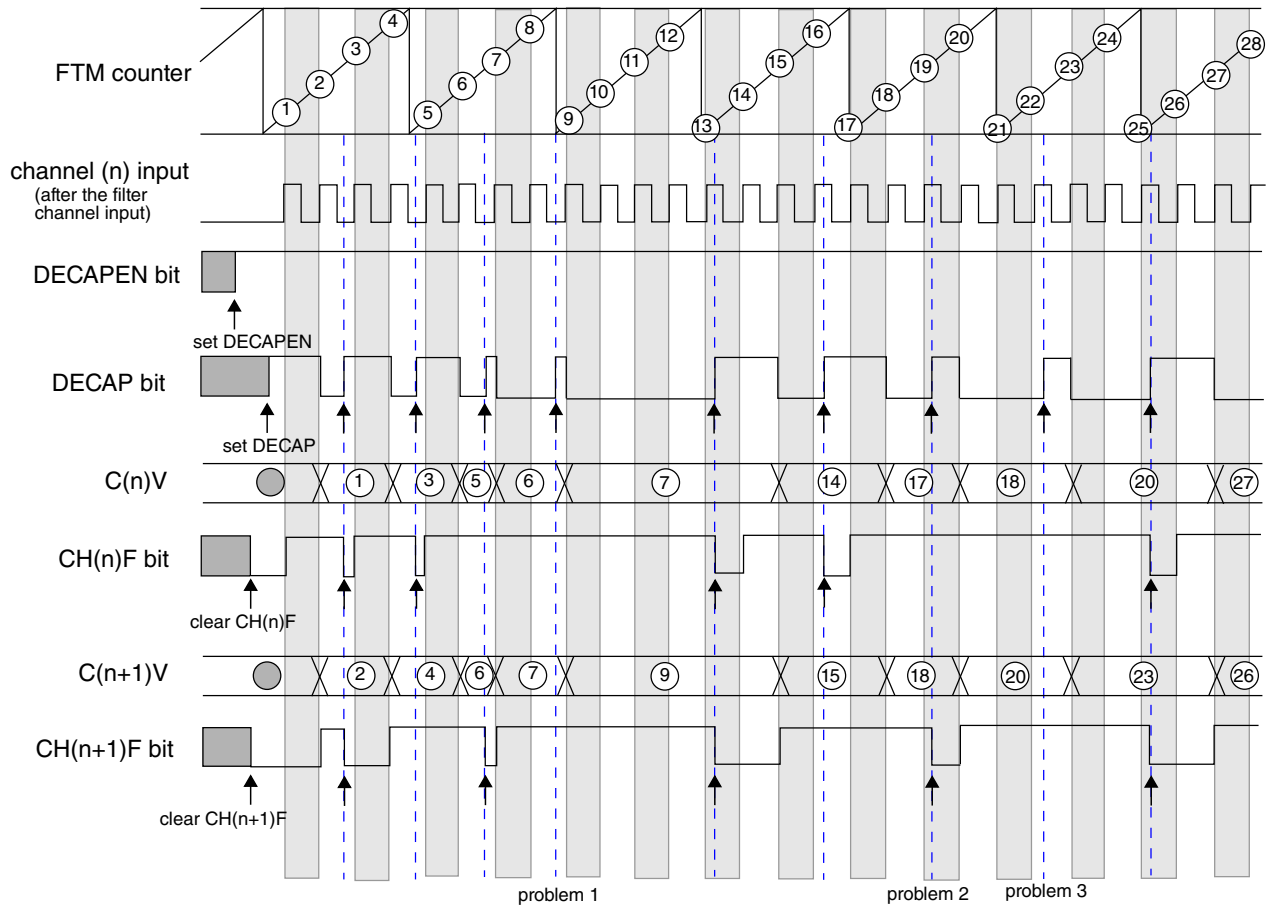 FTM counter
1 2 3 4 5 6 7 8 9 10 11 12 13 14 15 16 17 18 19 20 21 22 23 24 25 26 27 28
channel (n) input
(after the filter
channel input)
DECAPEN bit
set DECAPEN
DECAP bit
set DECAP
C(n)V
1 3 5 6 7 14 17 18 20 27
CH(n)F bit
clear CH(n)F
C(n+1)V
2 4 6 7 9 15 18 20 23 26
CH(n+1)F bit
clear CH(n+1)F
problem 1 problem 2 problem 3